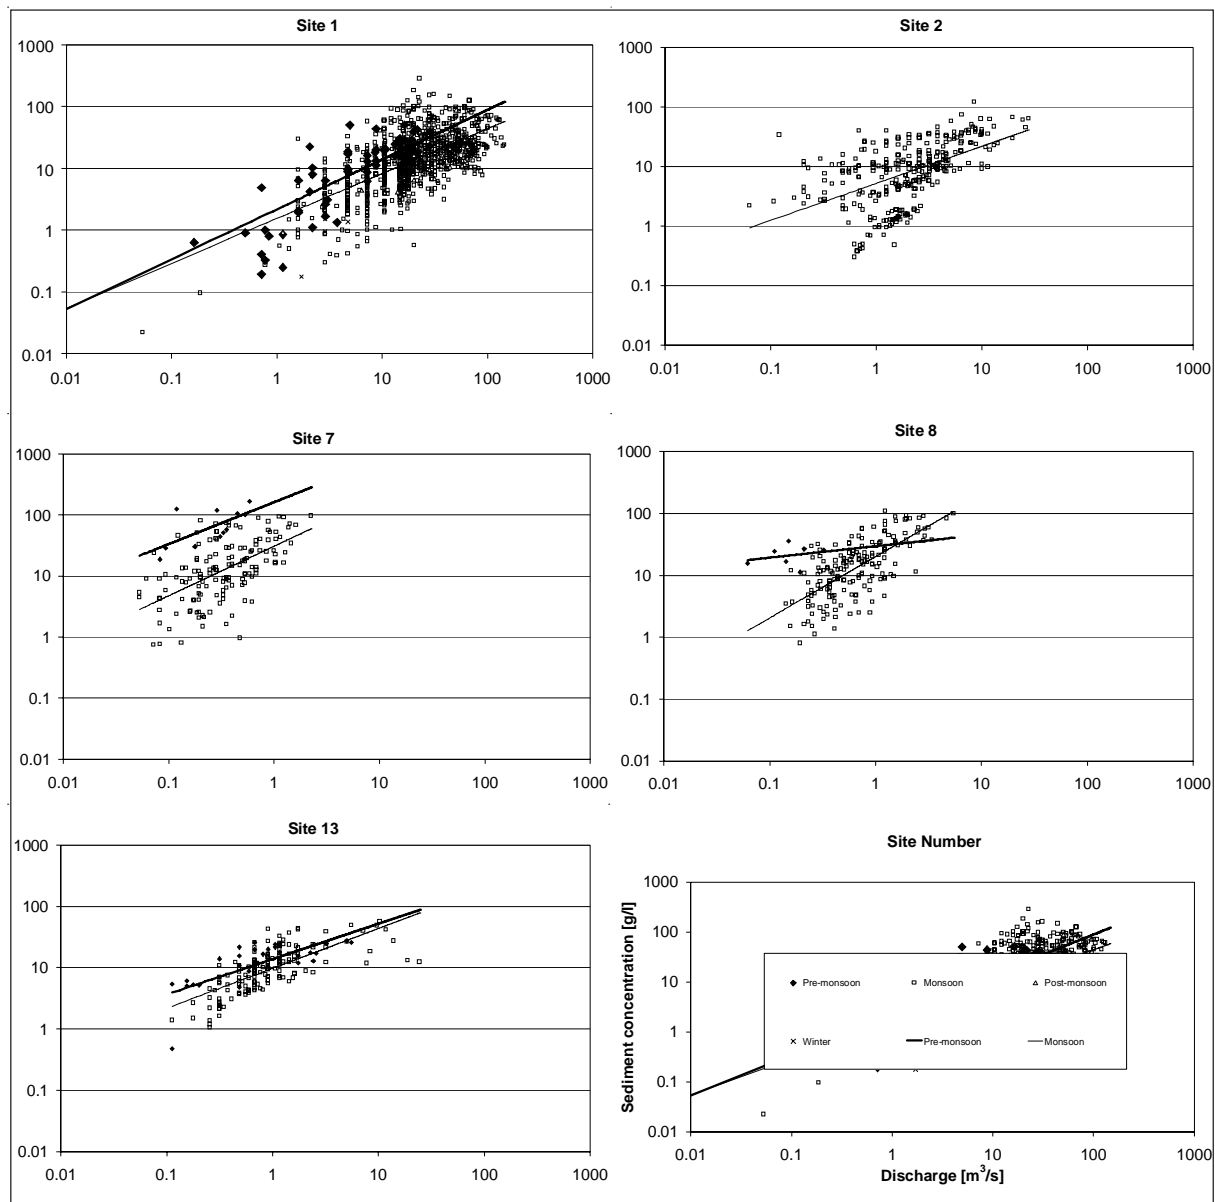 Site 1
1000
100
10
1
0.1
0.01
0.01 0.1 1 10 100 1000
Site 2
1000
100
10
1
0.1
0.01
0.01 0.1 1 10 100 1000
Site 7
1000
100
10
1
0.1
0.01
0.01 0.1 1 10 100 1000
Site 8
1000
100
10
1
0.1
0.01
0.01 0.1 1 10 100 1000
Site 13
1000
100
10
1
0.1
0.01
0.01 0.1 1 10 100 1000
Site Number
Sediment concentration [g/l]
1000
100
10
1
0.1
0.01
Pre-monsoon Monsoon Post-monsoon
Winter Pre-monsoon Monsoon
0.01 0.1 1 10 100 1000
Discharge [m³/s]